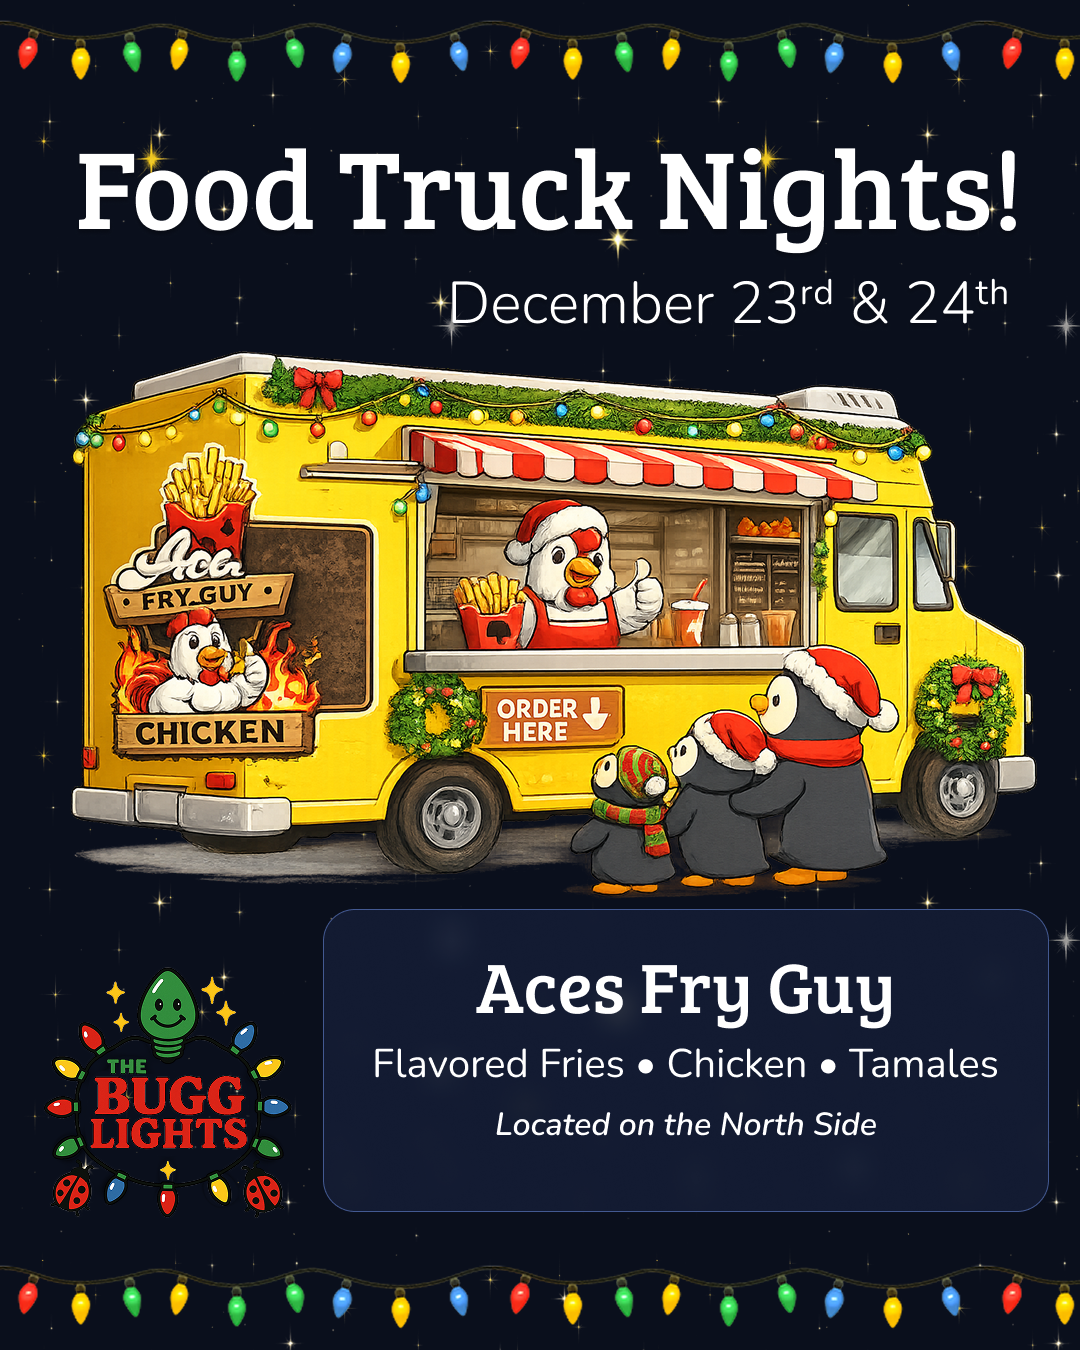 Food Truck Nights!
December 23rd & 24th
Aces
FRY GUY
CHICKEN
ORDER
HERE
Aces Fry Guy
Flavored Fries • Chicken • Tamales
Located on the North Side
THE
BUGG
LIGHTS